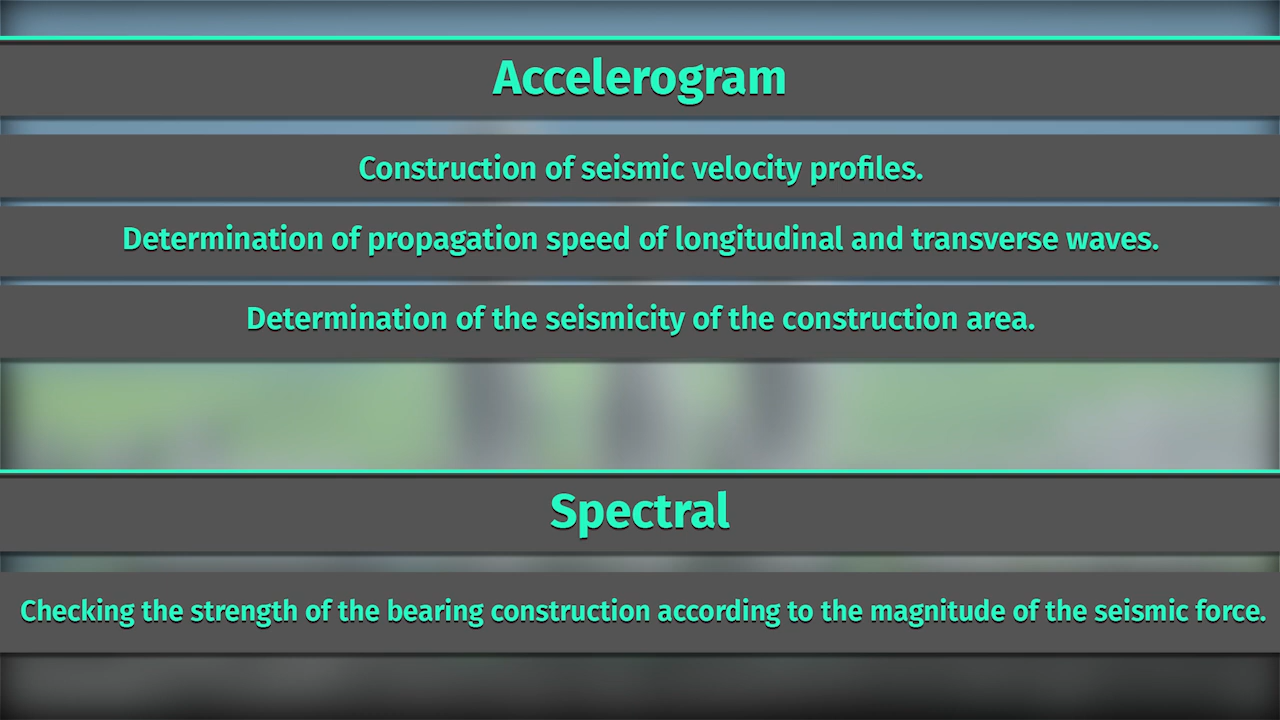 Accelerogram
Construction of seismic velocity profiles.
Determination of propagation speed of longitudinal and transverse waves.
Determination of the seismicity of the construction area.
Spectral
Checking the strength of the bearing construction according to the magnitude of the seismic force.